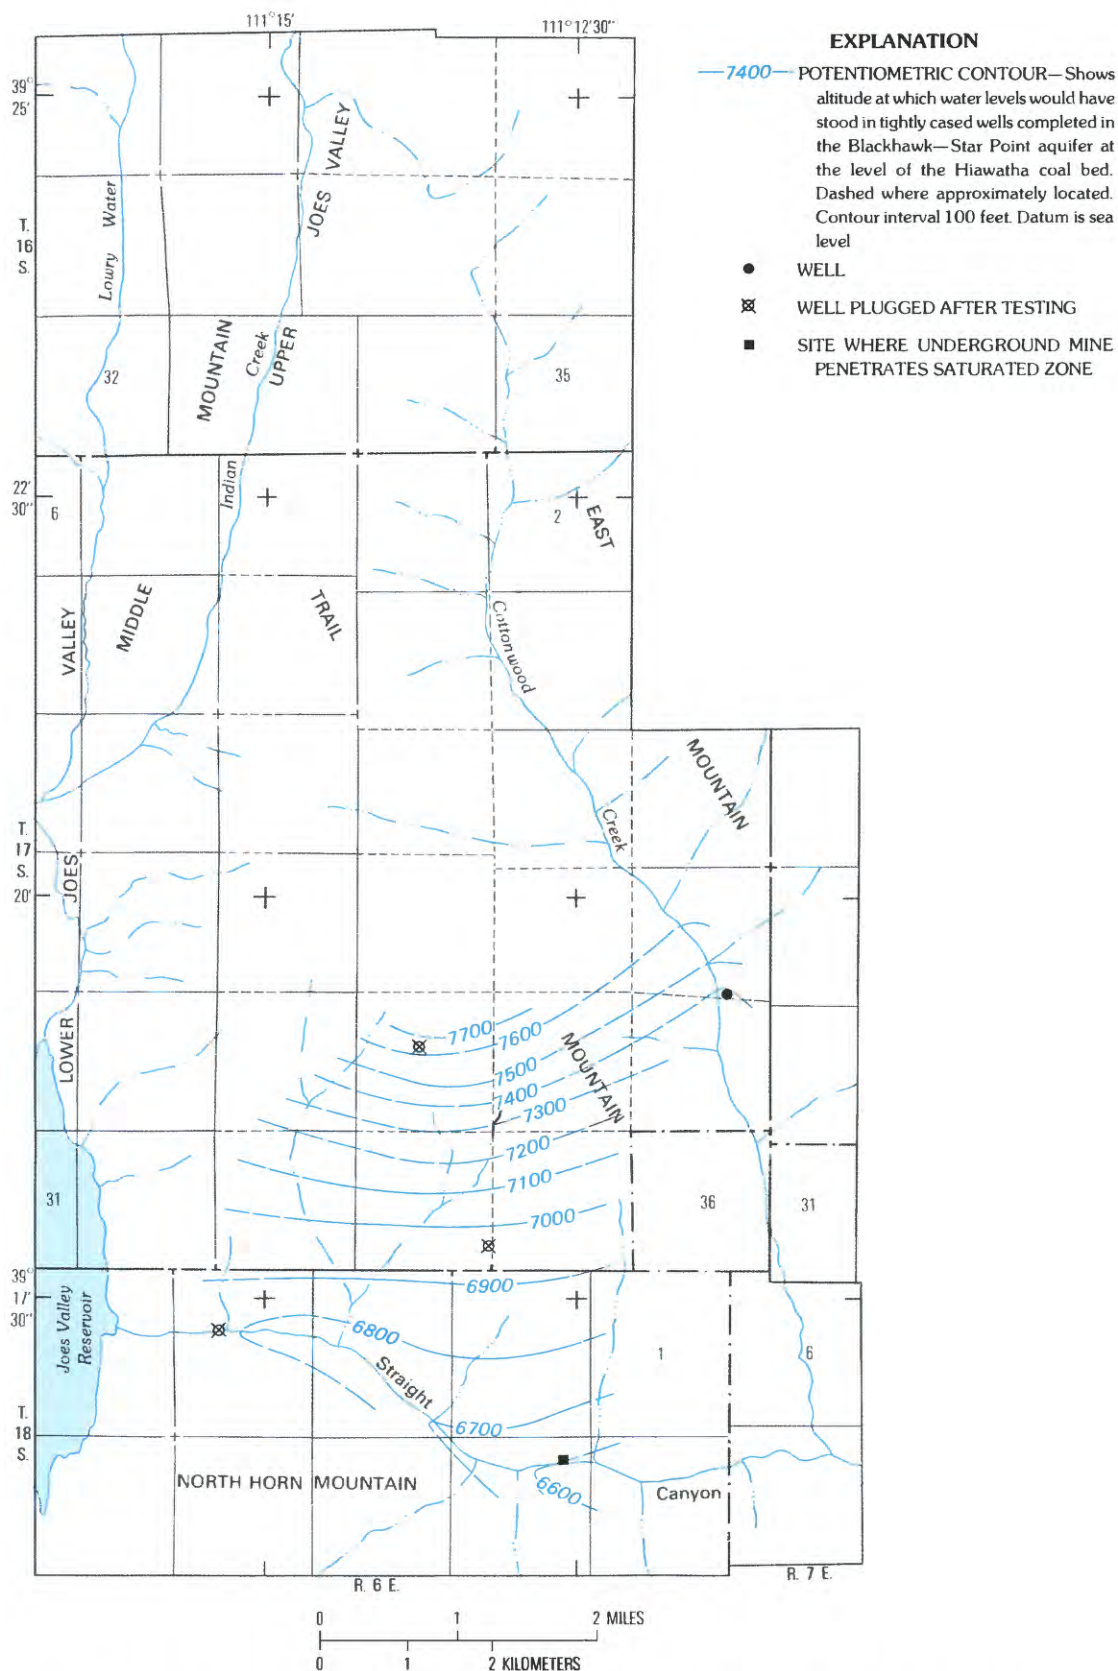 111°15'
111°12'30"
EXPLANATION
7400 POTENTIOMETRIC CONTOUR—Shows
altitude at which water levels would have
stood in tightly cased wells completed in
the Blackhawk—Star Point aquifer at
the level of the Hiawatha coal bed.
Dashed where approximately located.
Contour interval 100 feet. Datum is sea
level
WELL
WELL PLUGGED AFTER TESTING
SITE WHERE UNDERGROUND MINE
PENETRATES SATURATED ZONE
39°
25'
T.
16
S.
Lowry Water
JOES VALLEY
UPPER
MOUNTAIN
Indian Creek
32
35
22'
30"
6
2
EAST
VALLEY
MIDDLE
TRAIL
Cottonwood
Creek
MOUNTAIN
T.
17
S.
20'
JOES
LOWER
7700
7600
7500
7400
7300
7200
7100
7000
6900
6800
6700
6600
MOUNTAIN
31
36
31
39°
17'
30"
Joes Valley
Reservoir
Straight
Canyon
1
6
T.
18
S.
NORTH HORN MOUNTAIN
R. 6 E.
R. 7 E.
0 1 2 MILES
0 1 2 KILOMETERS